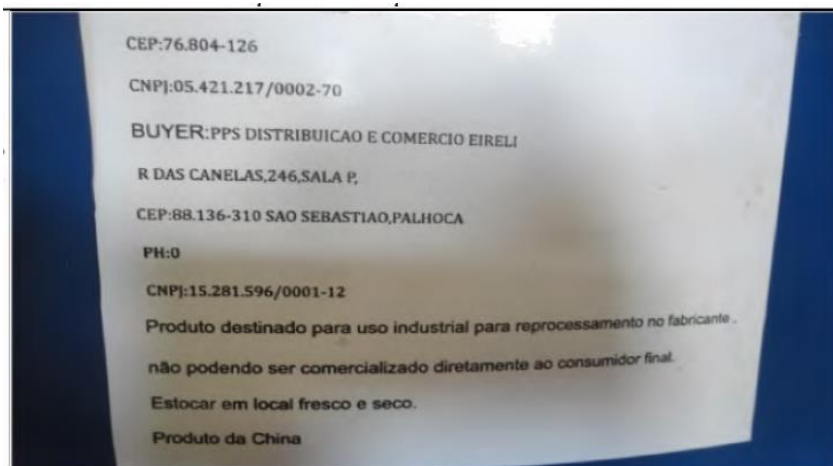 CEP:76.804-126
CNPJ:05.421.217/0002-70
BUYER:PPS DISTRIBUICAO E COMERCIO EIRELI
R DAS CANELAS,246,SALA P,
CEP:88.136-310 SAO SEBASTIAO,PALHOCA
PH:0
CNPJ:15.281.596/0001-12
Produto destinado para uso industrial para reprocessamento no fabricante .
não podendo ser comercializado diretamente ao consumidor final.
Estocar em local fresco e seco.
Produto da China